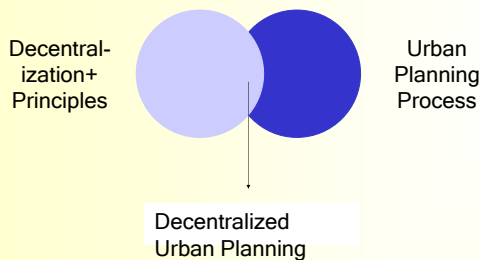 Decentral-
ization+
Principles
Urban
Planning
Process
Decentralized
Urban Planning